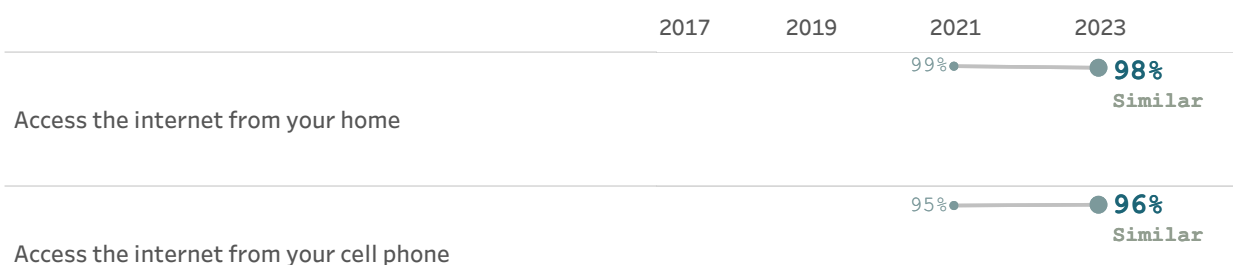 2017 2019 2021 2023
99% 98%
Similar
Access the internet from your home
95% 96%
Similar
Access the internet from your cell phone